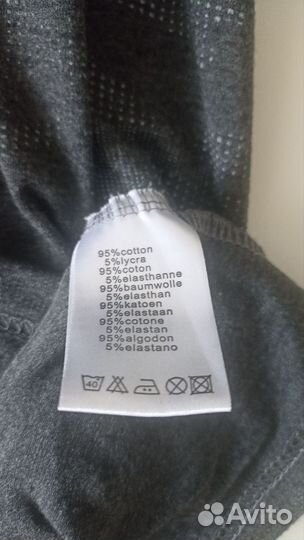 95%cotton
5%lycra
95%coton
5%elasthanne
95%baumwolle
5%elasthan
95%katoen
5%elastaan
95%cotone
5%elastan
95%algodon
5%elastano
40
Avito